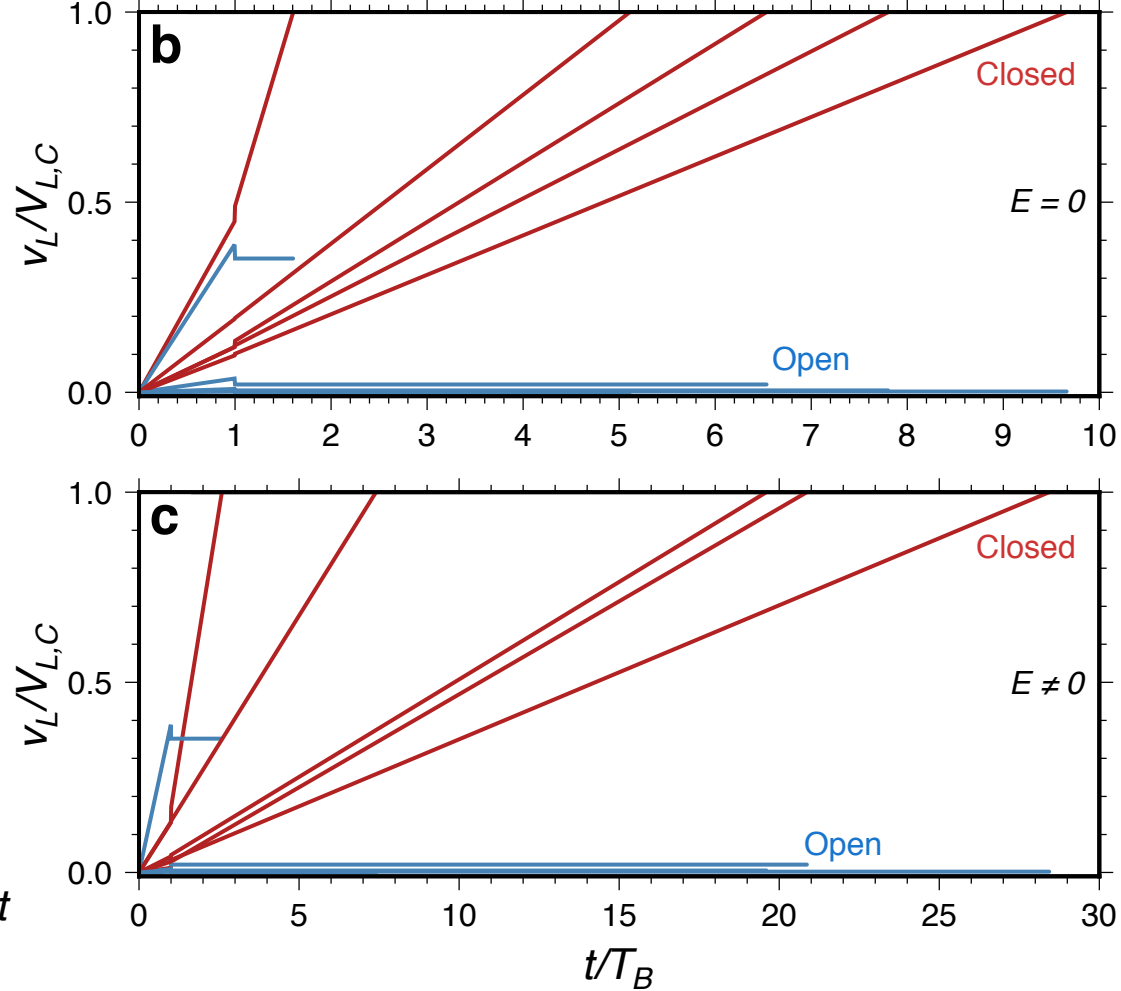 b
1.0
0.5
0.0
v_L/V_{L,C}
Closed
E = 0
Open
0 1 2 3 4 5 6 7 8 9 10
c
1.0
0.5
0.0
v_L/V_{L,C}
Closed
E ≠ 0
Open
0 5 10 15 20 25 30
t
t/T_B